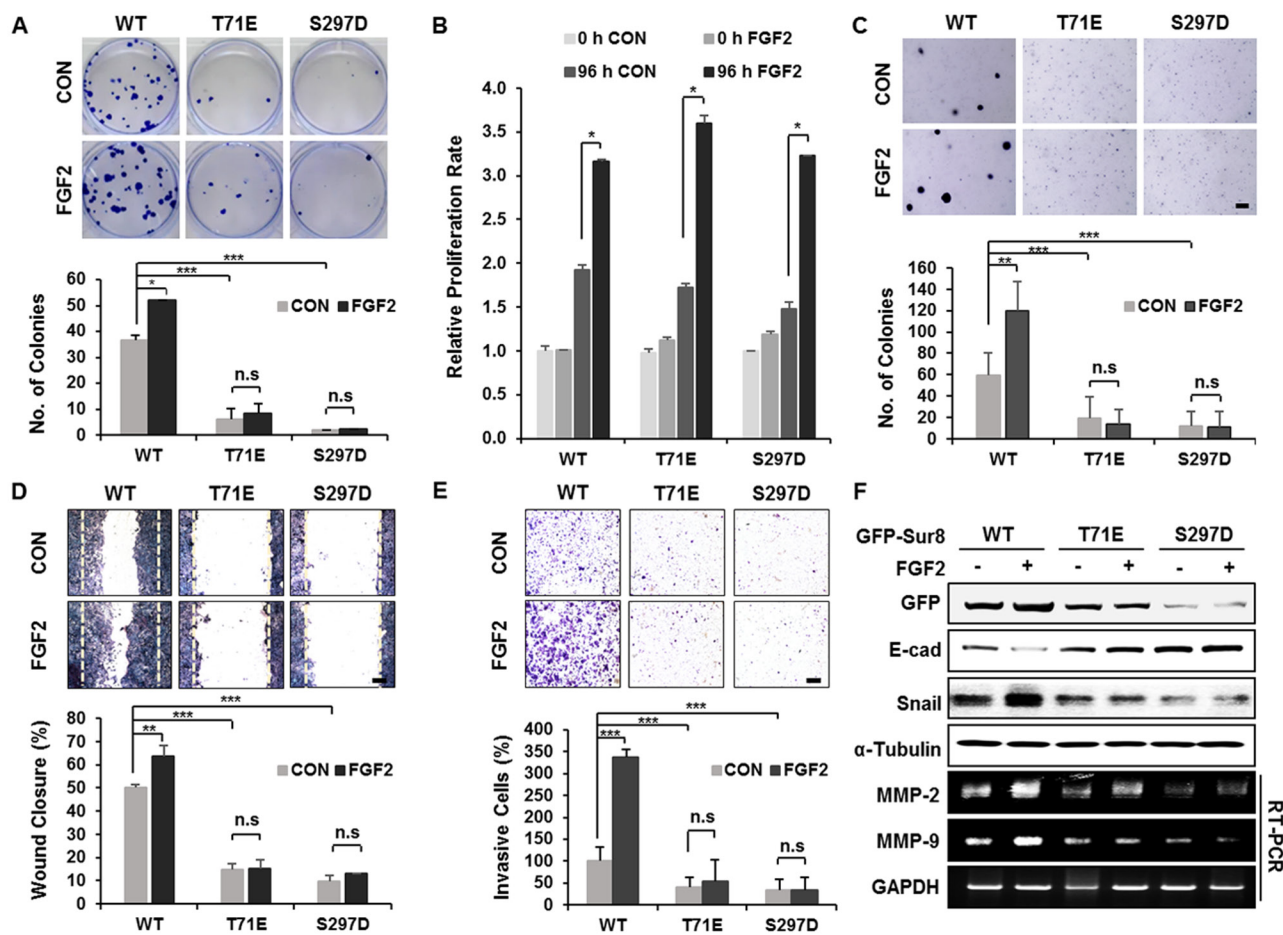 A
WT T71E S297D
CON
FGF2
No. of Colonies
60
50
40
30
20
10
0
***
***
*
n.s
n.s
CON FGF2
WT T71E S297D
B
0 h CON 0 h FGF2
96 h CON 96 h FGF2
Relative Proliferation Rate
4.0
3.5
3.0
2.5
2.0
1.5
1.0
0.5
0.0
*
*
*
WT T71E S297D
C
WT T71E S297D
CON
FGF2
No. of Colonies
160
140
120
100
80
60
40
20
0
***
***
**
n.s
n.s
CON FGF2
WT T71E S297D
D
WT T71E S297D
CON
FGF2
Wound Closure (%)
80
70
60
50
40
30
20
10
0
***
***
**
n.s
n.s
CON FGF2
WT T71E S297D
E
WT T71E S297D
CON
FGF2
Invasive Cells (%)
400
350
300
250
200
150
100
50
0
***
***
***
n.s
n.s
CON FGF2
WT T71E S297D
F
GFP-Sur8 WT T71E S297D
FGF2 - + - + - +
GFP
E-cad
Snail
α-Tubulin
MMP-2
MMP-9
GAPDH
RT-PCR